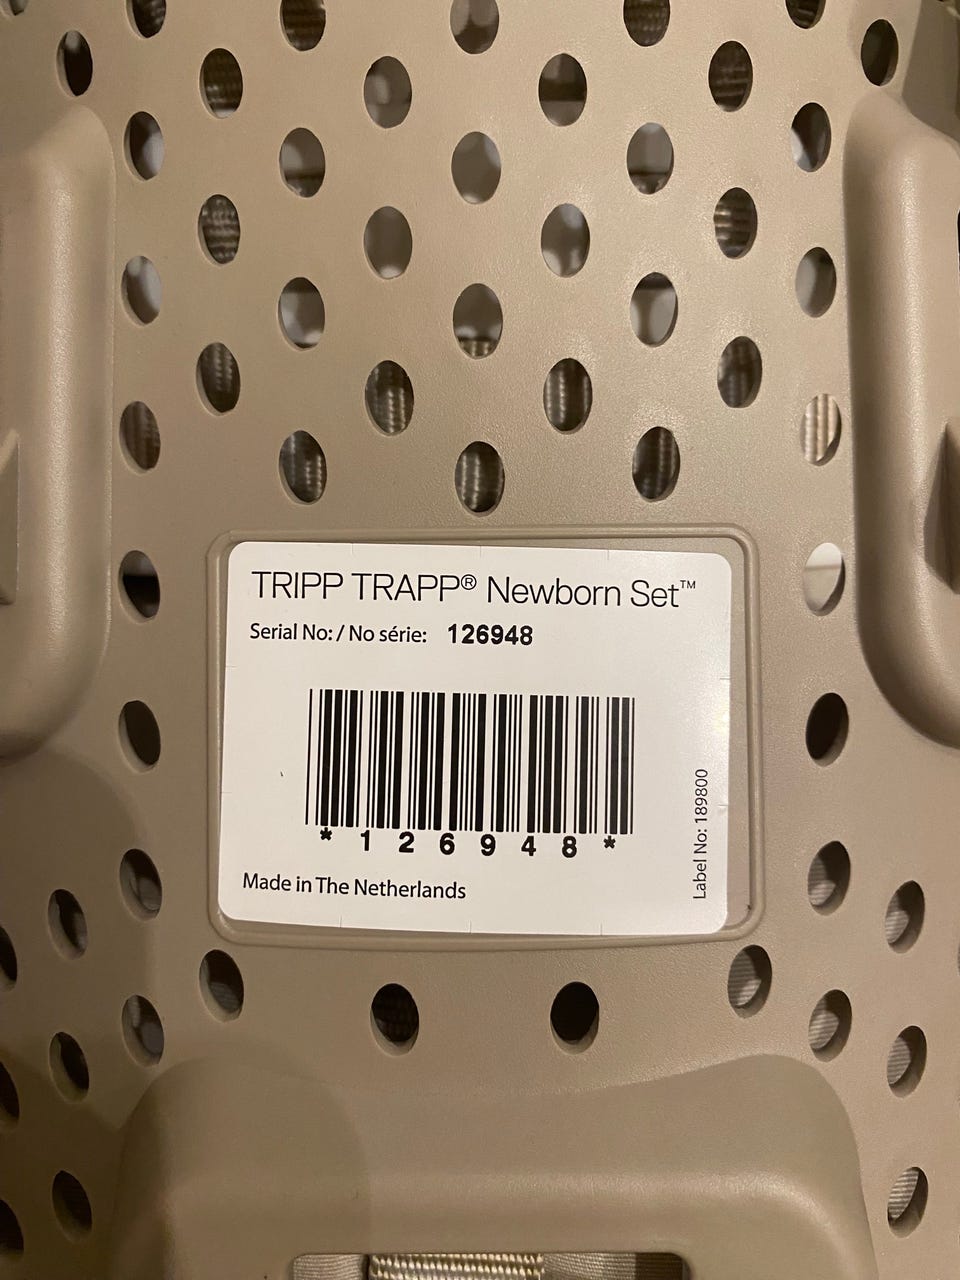 TRIPP TRAPP® Newborn Set™
Serial No: / No série: 126948
*126948*
Made in The Netherlands
Label No: 189800